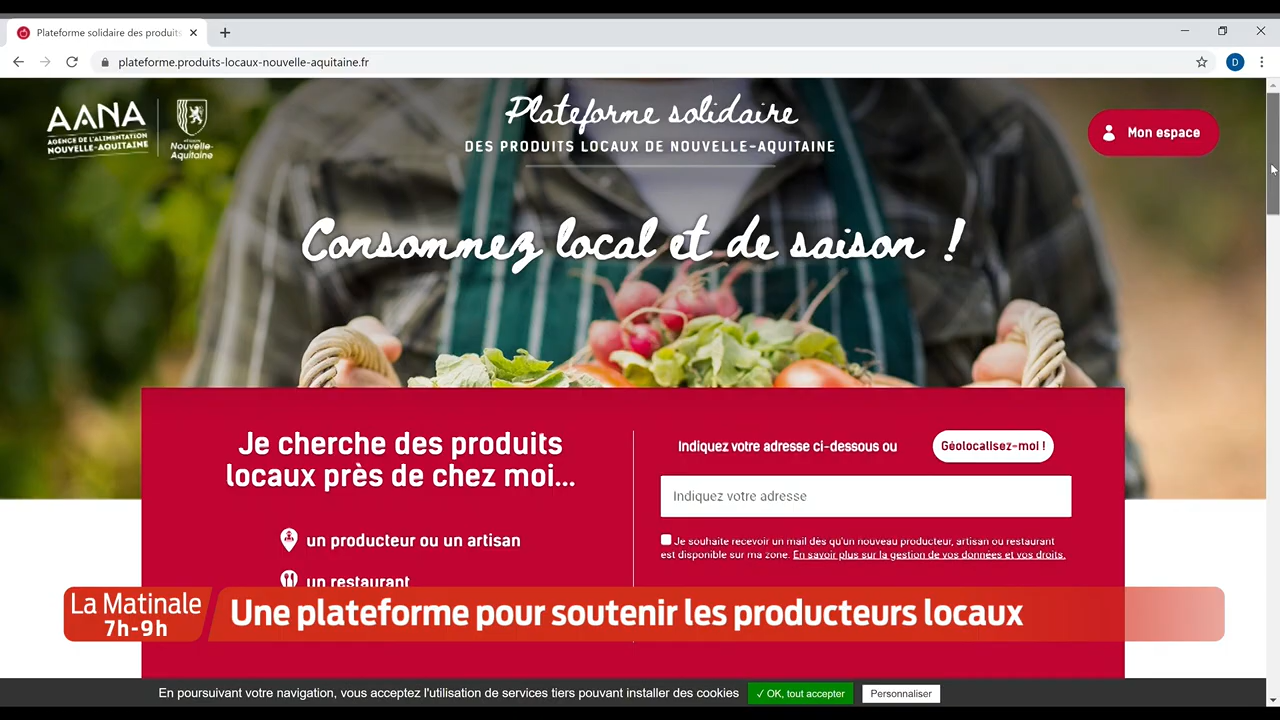 Plateforme solidaire des produits
plateforme.produits-locaux-nouvelle-aquitaine.fr
D
AANA
AGENCE DE L'ALIMENTATION
NOUVELLE-AQUITAINE
RÉGION
Nouvelle-
Aquitaine
Plateforme solidaire
DES PRODUITS LOCAUX DE NOUVELLE-AQUITAINE
Mon espace
Consommez local et de saison !
Je cherche des produits
locaux près de chez moi...
un producteur ou un artisan
un restaurant
Indiquez votre adresse ci-dessous ou
Géolocalisez-moi !
Indiquez votre adresse
Je souhaite recevoir un mail dès qu'un nouveau producteur, artisan ou restaurant
est disponible sur ma zone. En savoir plus sur la gestion de vos données et vos droits.
La Matinale
7h-9h
Une plateforme pour soutenir les producteurs locaux
En poursuivant votre navigation, vous acceptez l'utilisation de services tiers pouvant installer des cookies
✓ OK, tout accepter
Personnaliser